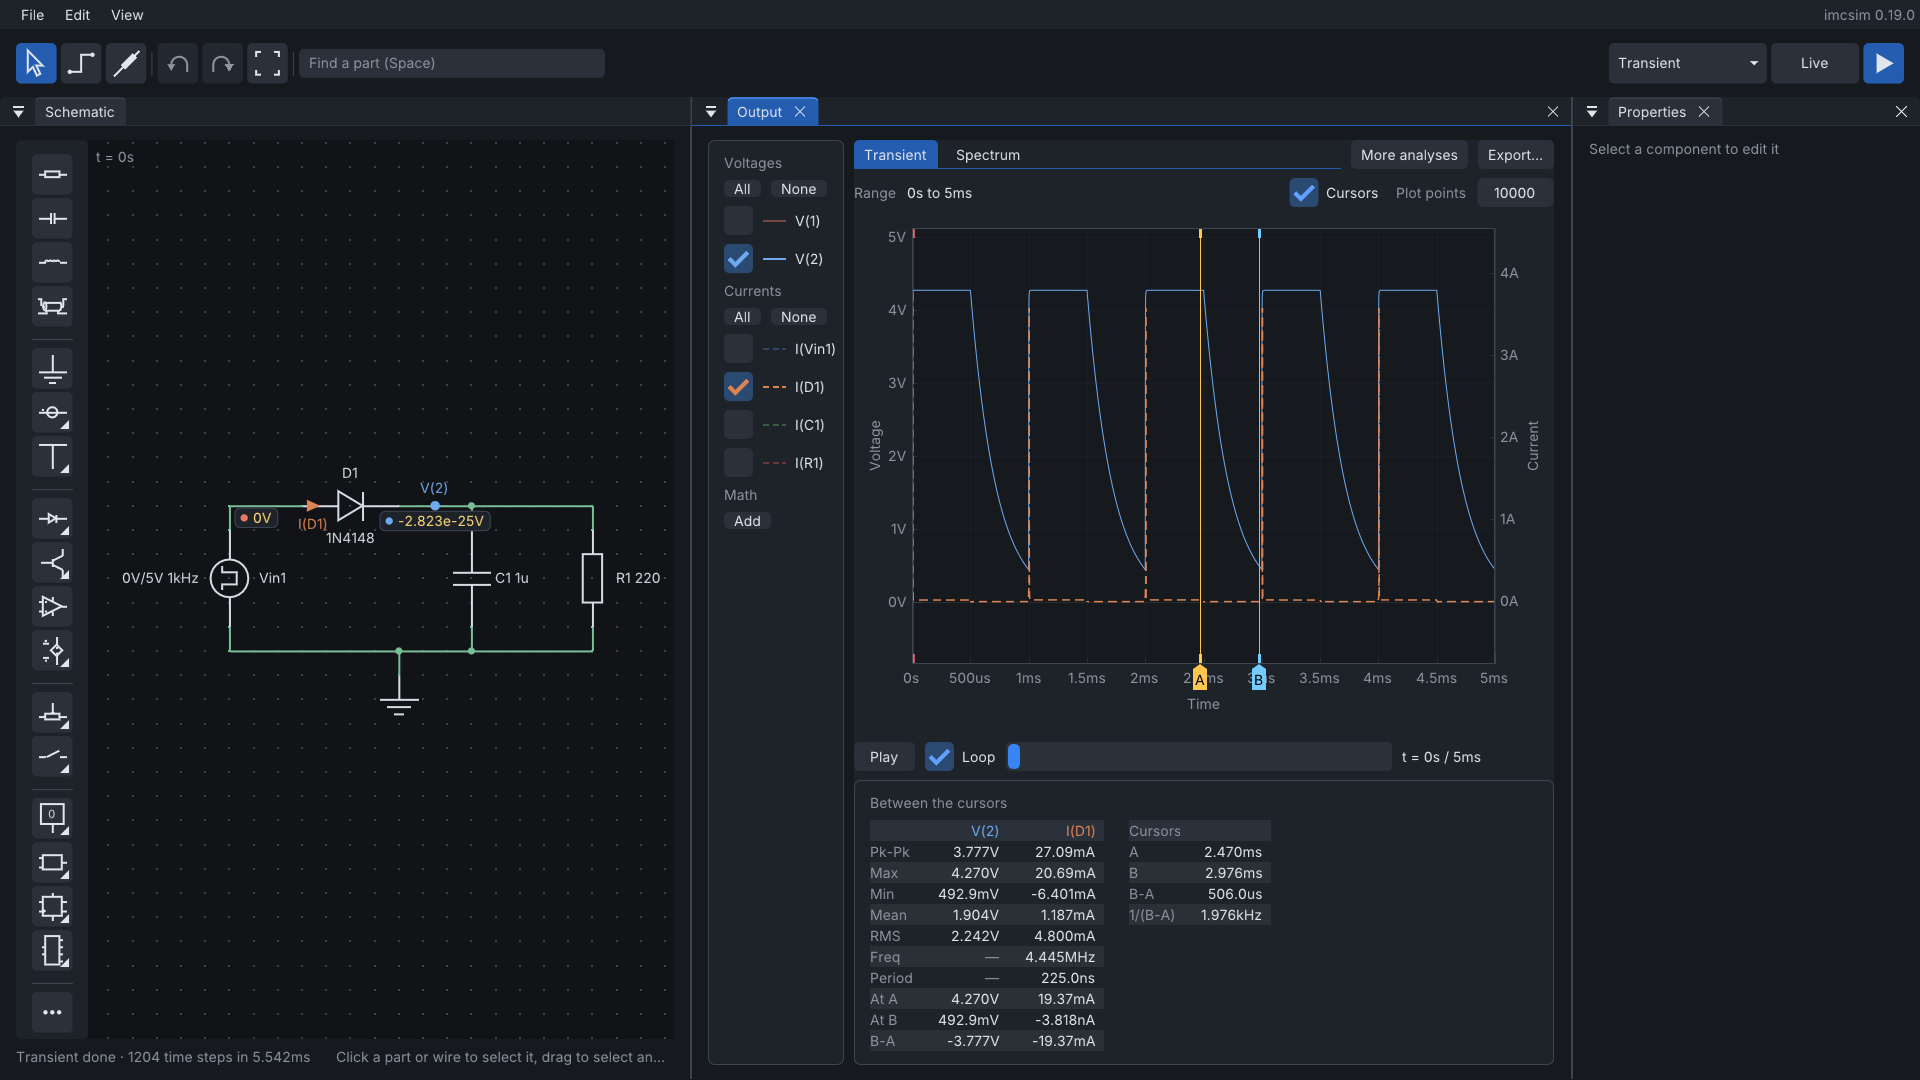 File Edit View imcsim 0.19.0
Find a part (Space) Transient Live
Schematic Output Properties
t = 0s
Select a component to edit it
Voltages
All None
V(1)
V(2)
Currents
All None
I(Vin1)
I(D1)
I(C1)
I(R1)
Math
Add
Transient Spectrum More analyses Export...
Range 0s to 5ms Cursors Plot points 10000
5V
4V
3V
2V
1V
0V
Voltage
4A
3A
2A
1A
0A
Current
0s 500us 1ms 1.5ms 2ms A B 3.5ms 4ms 4.5ms 5ms
Time
D1
V(2)
0V
I(D1)
-2.823e-25V
1N4148
0V/5V 1kHz Vin1 C1 1u R1 220
0
Play Loop t = 0s / 5ms
Between the cursors
V(2) I(D1)
Pk-Pk 3.777V 27.09mA
Max 4.270V 20.69mA
Min 492.9mV -6.401mA
Mean 1.904V 1.187mA
RMS 2.242V 4.800mA
Freq — 4.445MHz
Period — 225.0ns
At A 4.270V 19.37mA
At B 492.9mV -3.818nA
B-A -3.777V -19.37mA
Cursors
A 2.470ms
B 2.976ms
B-A 506.0us
1/(B-A) 1.976kHz
Transient done · 1204 time steps in 5.542ms Click a part or wire to select it, drag to select an...